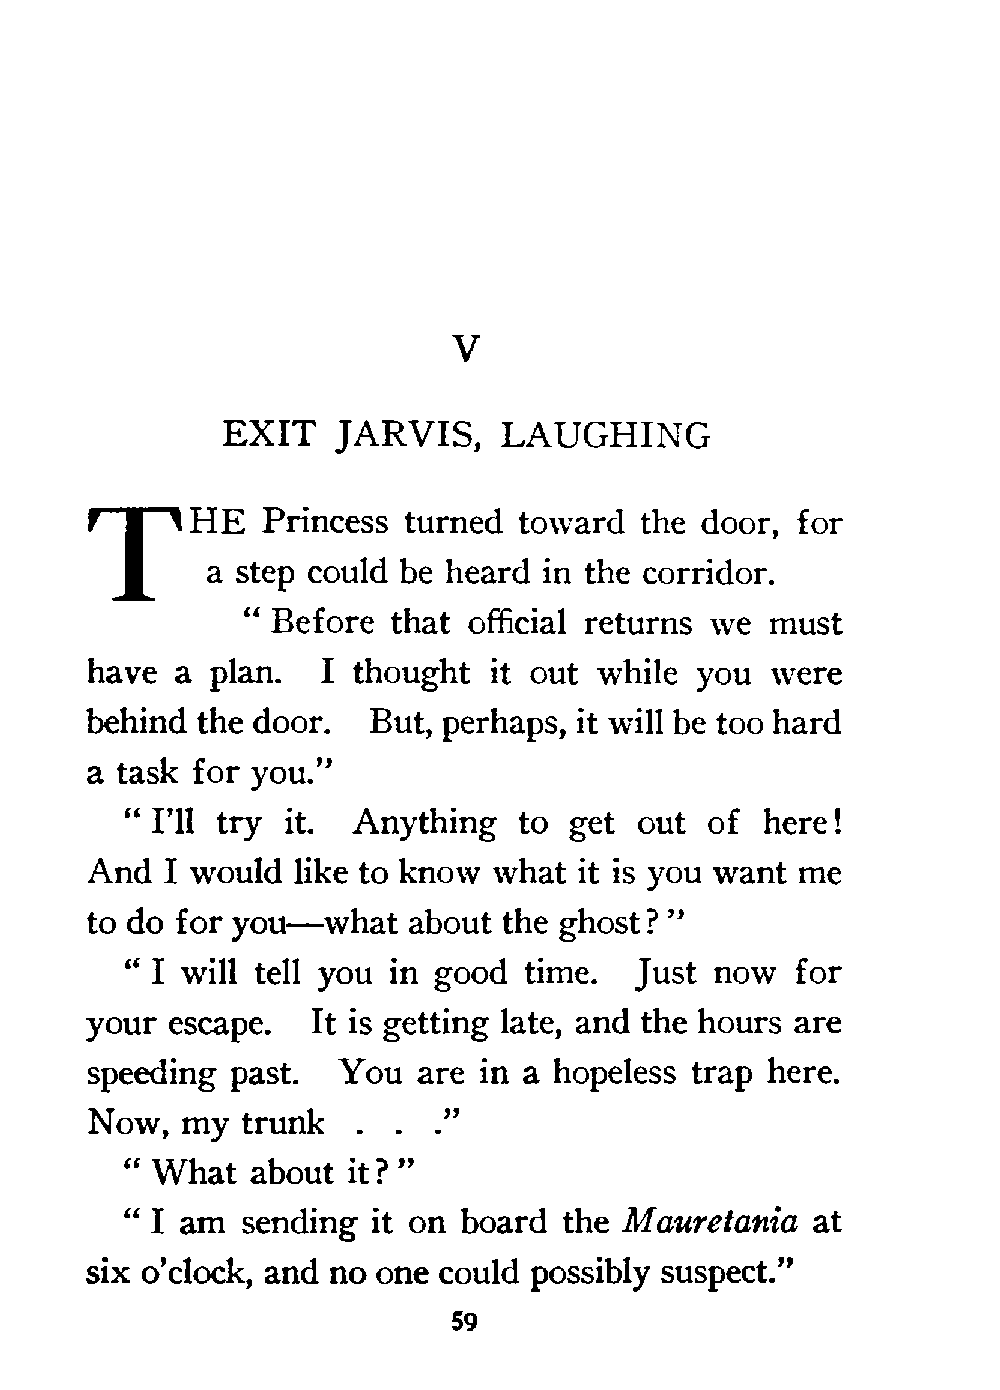 V
EXIT JARVIS, LAUGHING
THE Princess turned toward the door, for
a step could be heard in the corridor.
“ Before that official returns we must
have a plan. I thought it out while you were
behind the door. But, perhaps, it will be too hard
a task for you.”
“ I’ll try it. Anything to get out of here!
And I would like to know what it is you want me
to do for you—what about the ghost? ”
“ I will tell you in good time. Just now for
your escape. It is getting late, and the hours are
speeding past. You are in a hopeless trap here.
Now, my trunk . . .”
“ What about it? ”
“ I am sending it on board the Mauretania at
six o’clock, and no one could possibly suspect.”
59